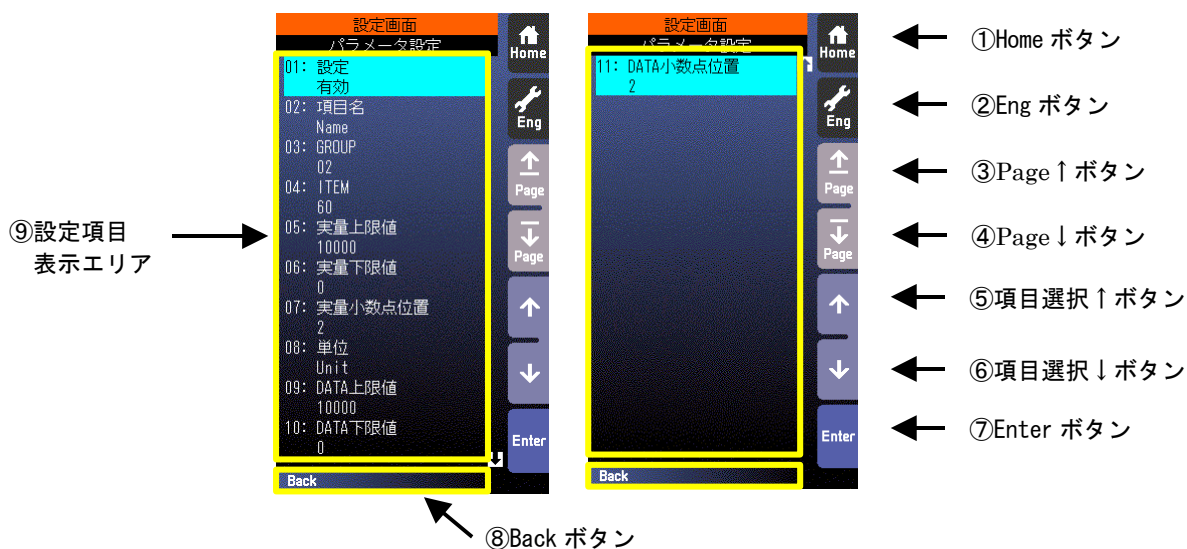 ⑨設定項目
表示エリア
設定画面
パラメータ設定
01: 設定
有効
02: 項目名
Name
03: GROUP
02
04: ITEM
60
05: 実量上限値
10000
06: 実量下限値
0
07: 実量小数点位置
2
08: 単位
Unit
09: DATA上限値
10000
10: DATA下限値
0
Back
Home
Eng
Page
Page
Enter
設定画面
パラメータ設定
11: DATA小数点位置
2
Back
Home
Eng
Page
Page
Enter
①Home ボタン
②Eng ボタン
③Page↑ボタン
④Page↓ボタン
⑤項目選択↑ボタン
⑥項目選択↓ボタン
⑦Enter ボタン
⑧Back ボタン